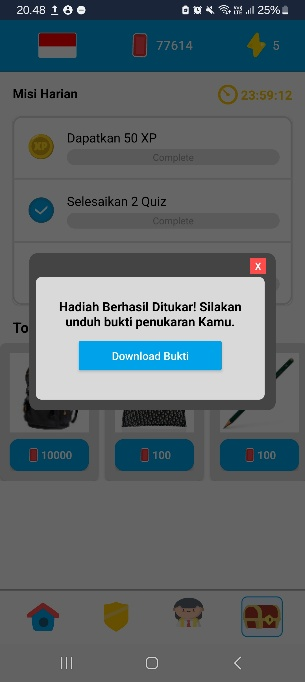 20.48
25%
77614
5
Misi Harian
23:59:12
XP
Dapatkan 50 XP
Complete
Selesaikan 2 Quiz
Complete
X
Hadiah Berhasil Ditukar! Silakan
unduh bukti penukaran Kamu.
Download Bukti
To
10000
100
100